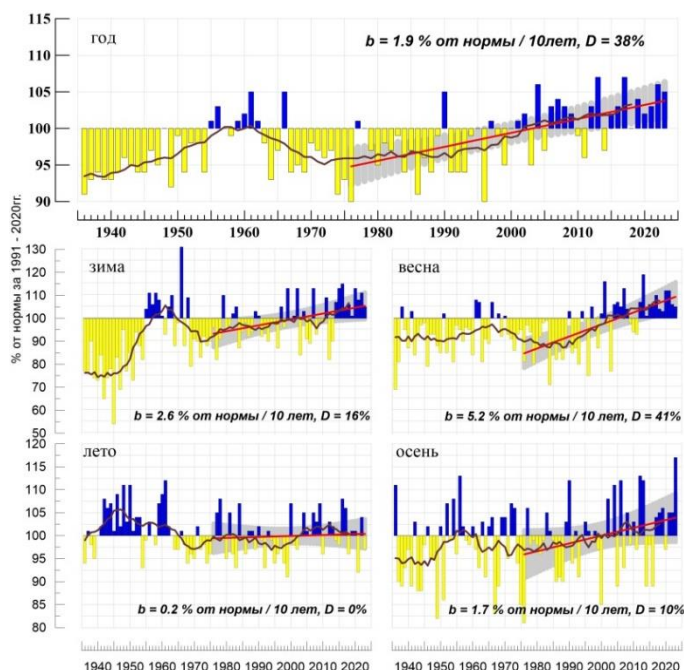 год
b = 1.9 % от нормы / 10лет, D = 38%
115
110
105
100
95
90
1940 1950 1960 1970 1980 1990 2000 2010 2020
% от нормы за 1991 - 2020гг.
зима
130
120
110
100
90
80
70
60
50
b = 2.6 % от нормы / 10 лет, D = 16%
весна
b = 5.2 % от нормы / 10 лет, D = 41%
лето
120
115
110
105
100
95
90
85
80
b = 0.2 % от нормы / 10 лет, D = 0%
осень
b = 1.7 % от нормы / 10 лет, D = 10%
1940 1950 1960 1970 1980 1990 2000 2010 2020
1940 1950 1960 1970 1980 1990 2000 2010 2020